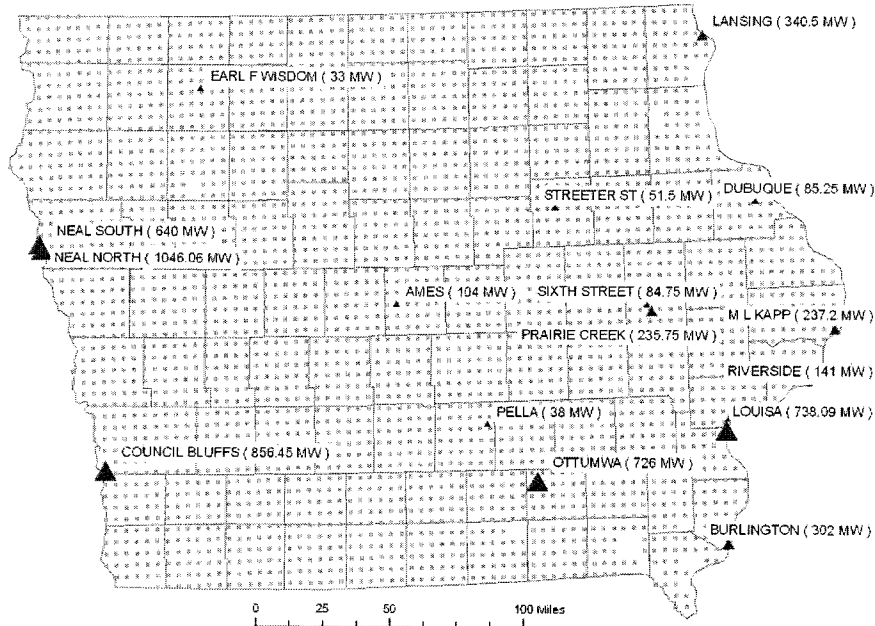 LANSING ( 340.5 MW )
EARL F WISDOM ( 33 MW )
DUBUQUE ( 85.25 MW )
STREETER ST ( 51.5 MW )
NEAL SOUTH ( 640 MW )
NEAL NORTH ( 1046.06 MW )
AMES ( 104 MW )
SIXTH STREET ( 84.75 MW )
M L KAPP ( 237.2 MW )
PRAIRIE CREEK ( 235.75 MW )
RIVERSIDE ( 141 MW )
PELLA ( 38 MW )
LOUISA ( 738.09 MW )
COUNCIL BLUFFS ( 856.45 MW )
OTTUMWA ( 726 MW )
BURLINGTON ( 302 MW )
0 25 50 100 Miles